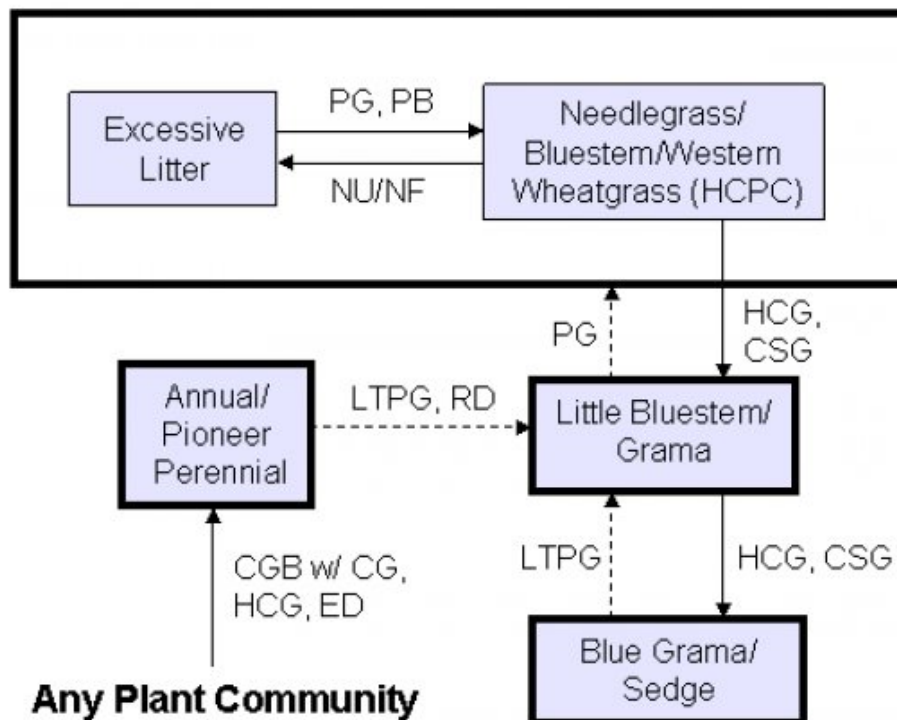 Excessive
Litter
PG, PB
NU/NF
Needlegrass/
Bluestem/Western
Wheatgrass (HCPC)
PG
HCG,
CSG
Annual/
Pioneer
Perennial
LTPG, RD
Little Bluestem/
Grama
CGB w/ CG,
HCG, ED
LTPG
HCG, CSG
Any Plant Community
Blue Grama/
Sedge